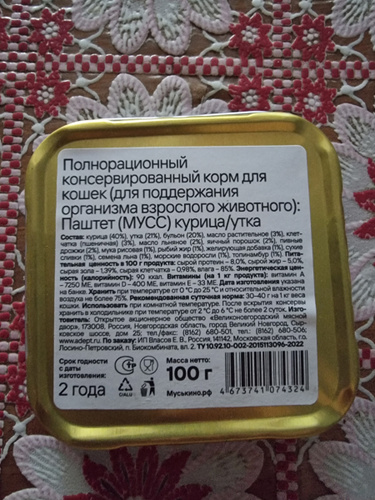 Полнорационный
консервированный корм для
кошек (для поддержания
организма взрослого животного):
Паштет (МУСС) курица/утка
Состав: курица (40%), утка (21%), бульон (20%), масло растительное (3%), клет-
чатка (пшеничная) (3%), масло льняное (2%), яичный порошок (2%), пивные
дрожжи (2%), мука рисовая (1%), рыбий жир (1%), желирующая добавка (1%), сухие
сливки (1%), семена льна (1%), морские водоросли (1%), топинамбур (1%). Пита-
тельная ценность в 100 г продукта: сырой протеин – 8,0%, сырой жир – 5,0%,
сырая зола – 1,39%, сырая клетчатка – 0,98%, влага – 85%. Энергетическая цен-
ность (калорийность): 90 ккал. Витамины (на 1 кг продукта): витамин А
– 7250 МЕ, витамин D – 400 МЕ, витамин Е – 33 МЕ. Дата изготовления указана
на банке. Хранить при температуре от 0 °С до 25 °С и относительной влажности
воздуха не более 75%. Рекомендованная суточная норма: 30–40 г на 1 кг веса
кошки. Использовать при комнатной температуре. После вскрытия консервы
хранить в холодильнике при температуре от 2 °С до 6 °С не более 2 суток. Изготовитель:
Открытое акционерное общество «Великоновгородский мясной
двор», 173008, Россия, Новгородская область, город Великий Новгород, Сыр-
ковское шоссе, дом 25; тел./факс: (8162) 680-501, тел.: (8162) 680-506,
www.adept.ru По заказу: ИП Власов Е. В., Россия, 141142, Московская область, г.о.
Лосино-Петровский, п. Биокомбината, вл. 2. ТУ 10.92.10-002-2015113096-2022
Срок годности
с даты
изготовления:
2 года
41
ALU
Масса нетто:
100 г
Муськино.рф
4 673741 074324